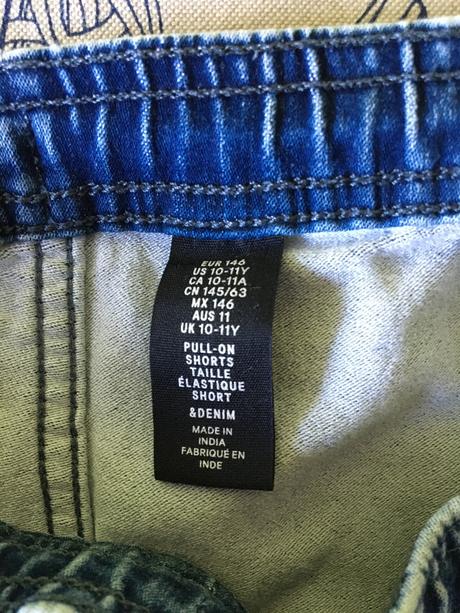 EUR 146
US 10-11Y
CA 10-11A
CN 145/63
MX 146
AUS 11
UK 10-11Y
PULL-ON
SHORTS
TAILLE
ÉLASTIQUE
SHORT
&DENIM
MADE IN
INDIA
FABRIQUÉ EN
INDE